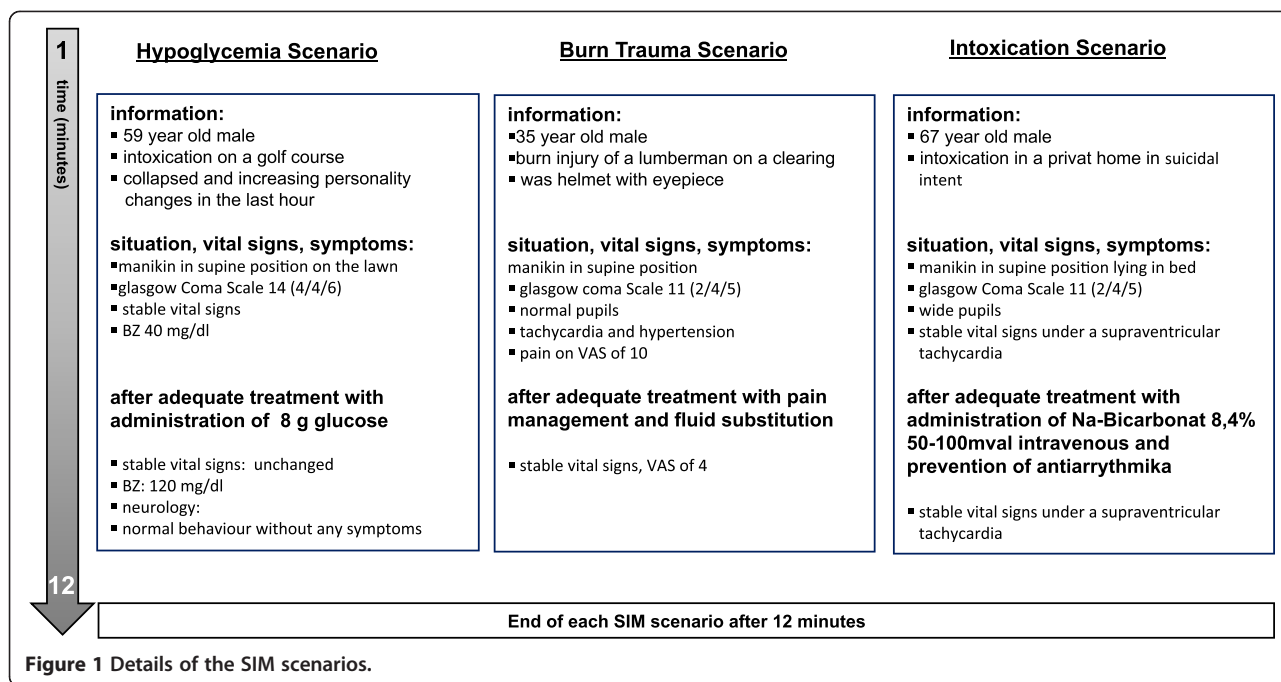 1
time (minutes)
12
Hypoglycemia Scenario
information:
▪ 59 year old male
▪ intoxication on a golf course
▪ collapsed and increasing personality
changes in the last hour
situation, vital signs, symptoms:
▪manikin in supine position on the lawn
▪glasgow Coma Scale 14 (4/4/6)
▪ stable vital signs
▪ BZ 40 mg/dl
after adequate treatment with
administration of 8 g glucose
▪ stable vital signs: unchanged
▪ BZ: 120 mg/dl
▪ neurology:
▪ normal behaviour without any symptoms
Burn Trauma Scenario
information:
▪35 year old male
▪burn injury of a lumberman on a clearing
▪ was helmet with eyepiece
situation, vital signs, symptoms:
manikin in supine position
▪ glasgow coma Scale 11 (2/4/5)
▪ normal pupils
▪ tachycardia and hypertension
▪ pain on VAS of 10
after adequate treatment with pain
management and fluid substitution
▪ stable vital signs, VAS of 4
Intoxication Scenario
information:
▪ 67 year old male
▪ intoxication in a privat home in suicidal
intent
situation, vital signs, symptoms:
▪ manikin in supine position lying in bed
▪ glasgow Coma Scale 11 (2/4/5)
▪ wide pupils
▪ stable vital signs under a supraventricular
tachycardia
after adequate treatment with
administration of Na-Bicarbonat 8,4%
50-100mval intravenous and
prevention of antiarrythmika
▪ stable vital signs under a supraventricular
tachycardia
End of each SIM scenario after 12 minutes
Figure 1 Details of the SIM scenarios.